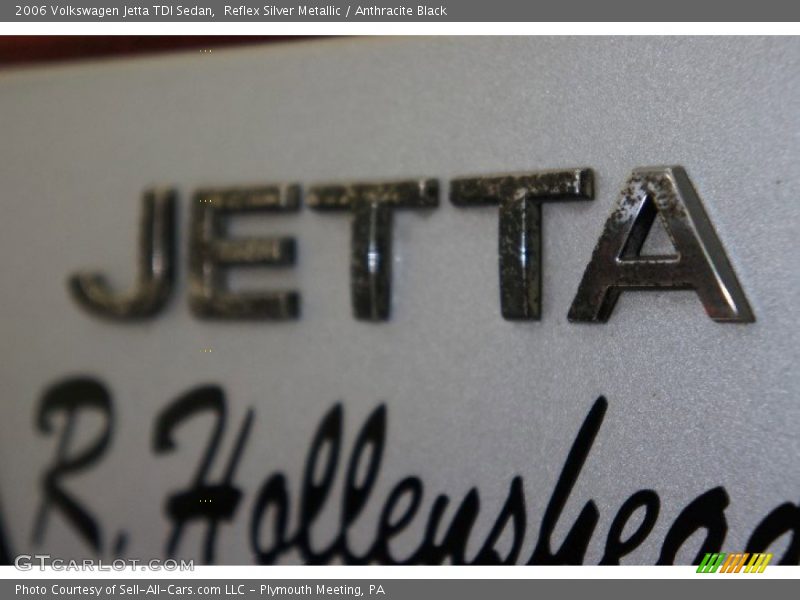 2006 Volkswagen Jetta TDI Sedan,  Reflex Silver Metallic / Anthracite Black
JETTA
R. Hollenshead
GTCARLOT.COM
Photo Courtesy of Sell-All-Cars.com LLC - Plymouth Meeting, PA